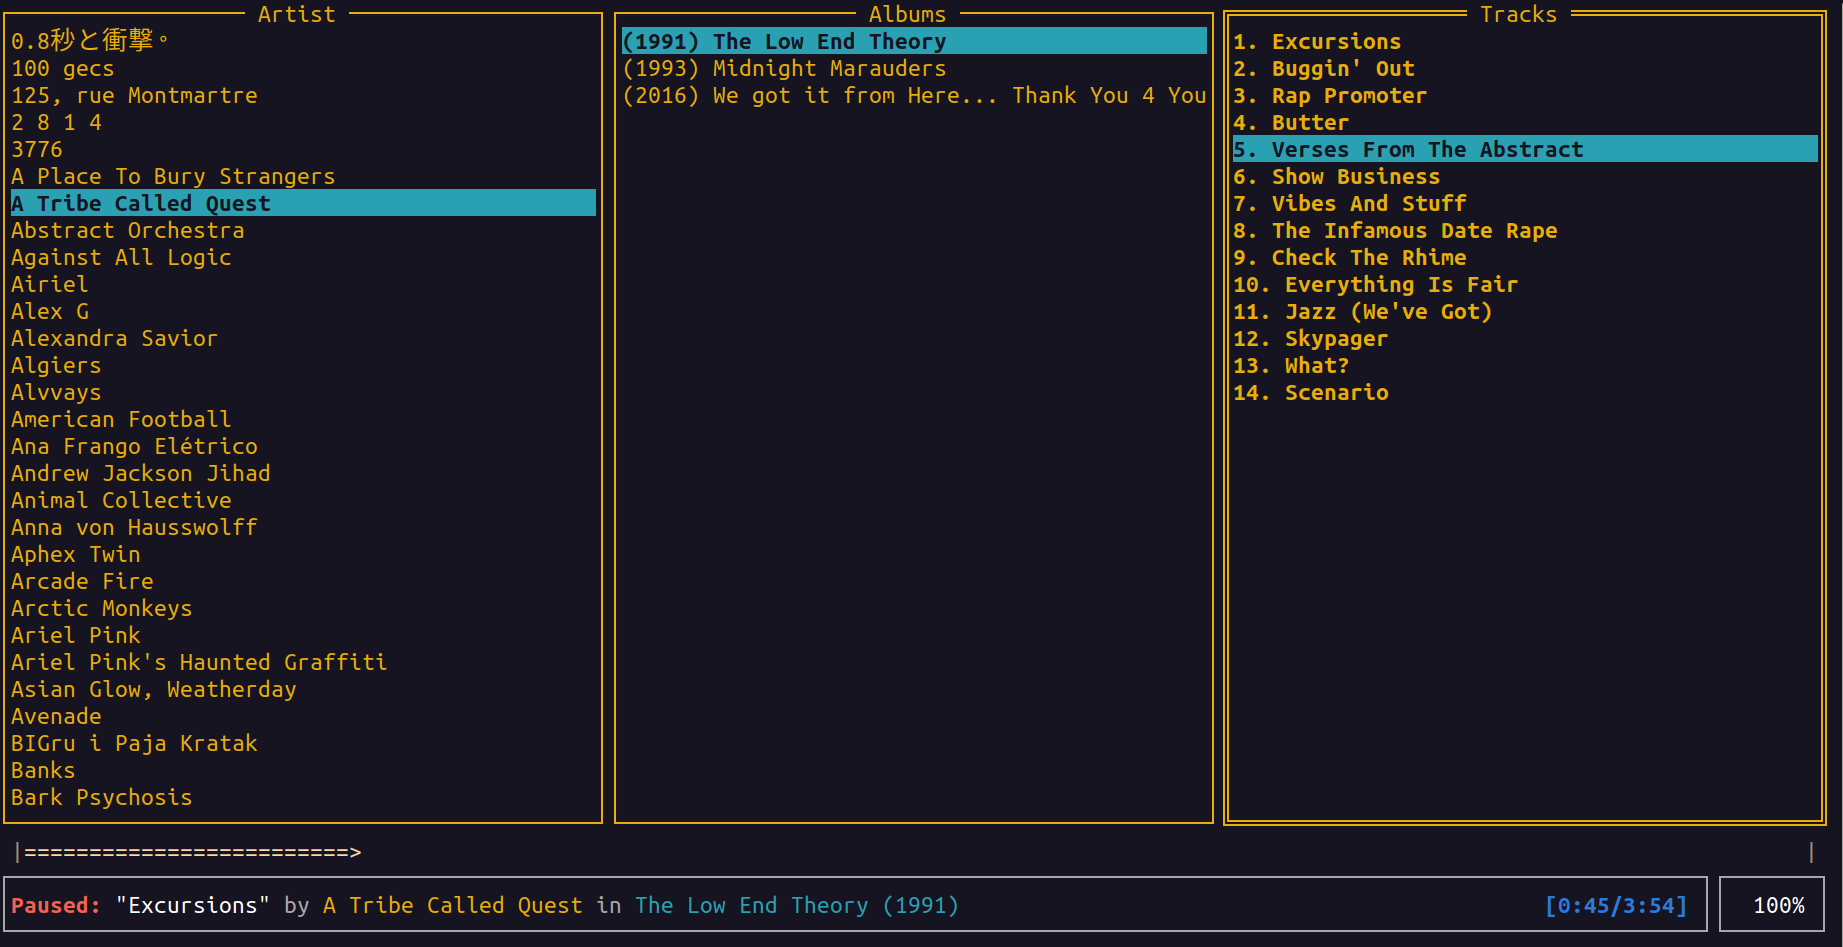 Artist
0.8秒と衝撃。
100 gecs
125, rue Montmartre
2 8 1 4
3776
A Place To Bury Strangers
A Tribe Called Quest
Abstract Orchestra
Against All Logic
Airiel
Alex G
Alexandra Savior
Algiers
Alvvays
American Football
Ana Frango Elétrico
Andrew Jackson Jihad
Animal Collective
Anna von Hausswolff
Aphex Twin
Arcade Fire
Arctic Monkeys
Ariel Pink
Ariel Pink's Haunted Graffiti
Asian Glow, Weatherday
Avenade
BIGru i Paja Kratak
Banks
Bark Psychosis
Albums
(1991) The Low End Theory
(1993) Midnight Marauders
(2016) We got it from Here... Thank You 4 You
Tracks
1. Excursions
2. Buggin' Out
3. Rap Promoter
4. Butter
5. Verses From The Abstract
6. Show Business
7. Vibes And Stuff
8. The Infamous Date Rape
9. Check The Rhime
10. Everything Is Fair
11. Jazz (We've Got)
12. Skypager
13. What?
14. Scenario
|=========================> |
Paused: "Excursions" by A Tribe Called Quest in The Low End Theory (1991) [0:45/3:54] 100%